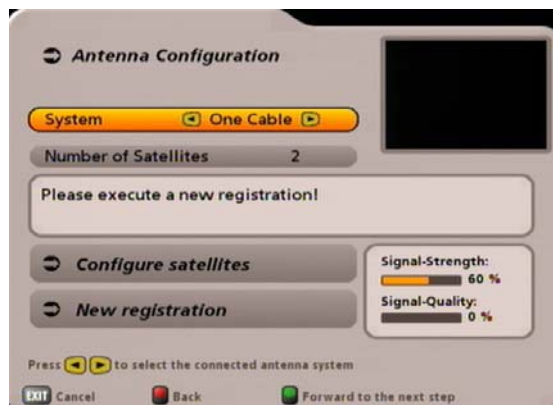 Antenna Configuration
System One Cable
Number of Satellites 2
Please execute a new registration!
Configure satellites
New registration
Signal-Strength:
60 %
Signal-Quality:
0 %
Press to select the connected antenna system
EXIT Cancel Back Forward to the next step